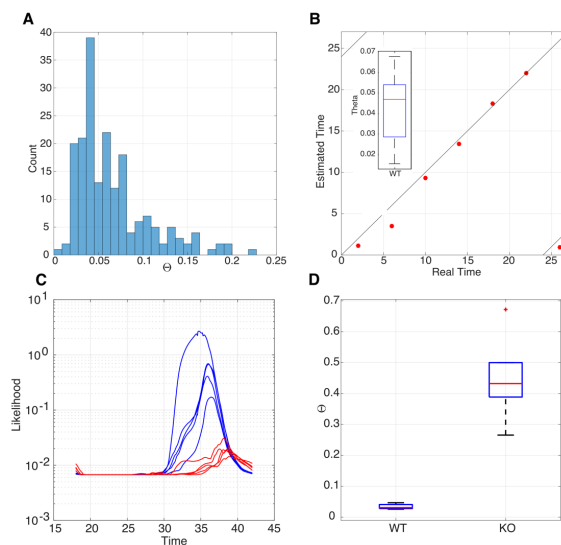 A
40
35
30
25
20
15
10
5
0
Count
0 0.05 0.1 0.15 0.2 0.25
Θ
B
25
20
15
10
5
0
Estimated Time
0 5 10 15 20 25
Real Time
0.07
0.06
0.05
0.04
0.03
0.02
Theta
WT
C
10^1
10^0
10^-1
10^-2
10^-3
Likelihood
15 20 25 30 35 40 45
Time
D
0.7
0.6
0.5
0.4
0.3
0.2
0.1
0
Θ
WT KO